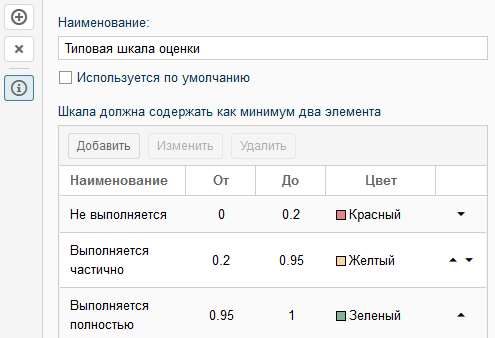 Наименование:
Типовая шкала оценки
Используется по умолчанию
Шкала должна содержать как минимум два элемента
Добавить Изменить Удалить
Наименование От До Цвет
Не выполняется 0 0.2 Красный
Выполняется
частично 0.2 0.95 Желтый
Выполняется
полностью 0.95 1 Зеленый